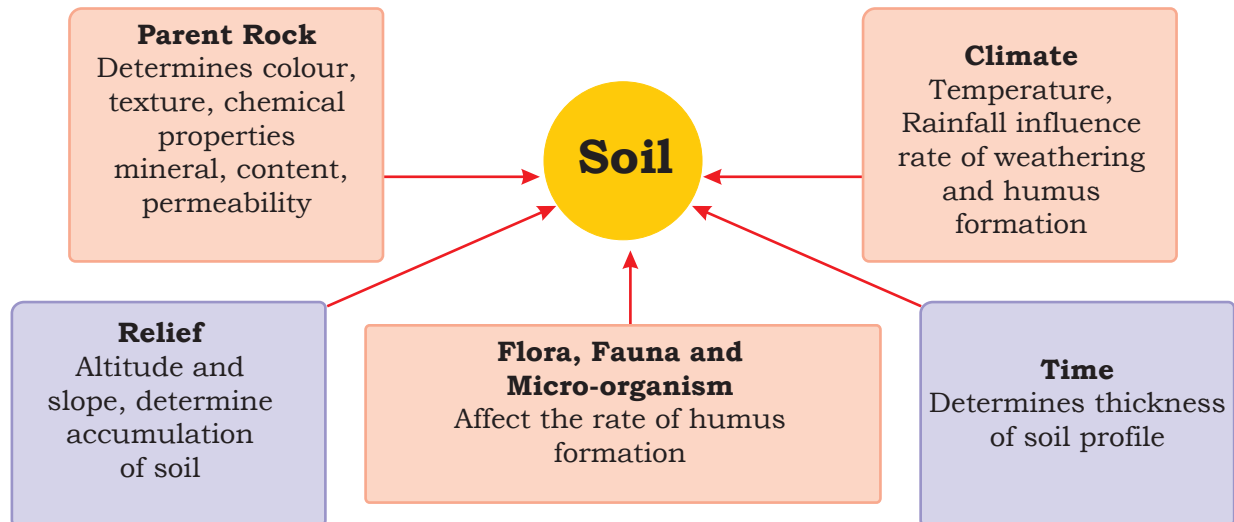 Parent Rock
Determines colour,
texture, chemical
properties
mineral, content,
permeability
Soil
Climate
Temperature,
Rainfall influence
rate of weathering
and humus
formation
Relief
Altitude and
slope, determine
accumulation
of soil
Flora, Fauna and
Micro-organism
Affect the rate of humus
formation
Time
Determines thickness
of soil profile